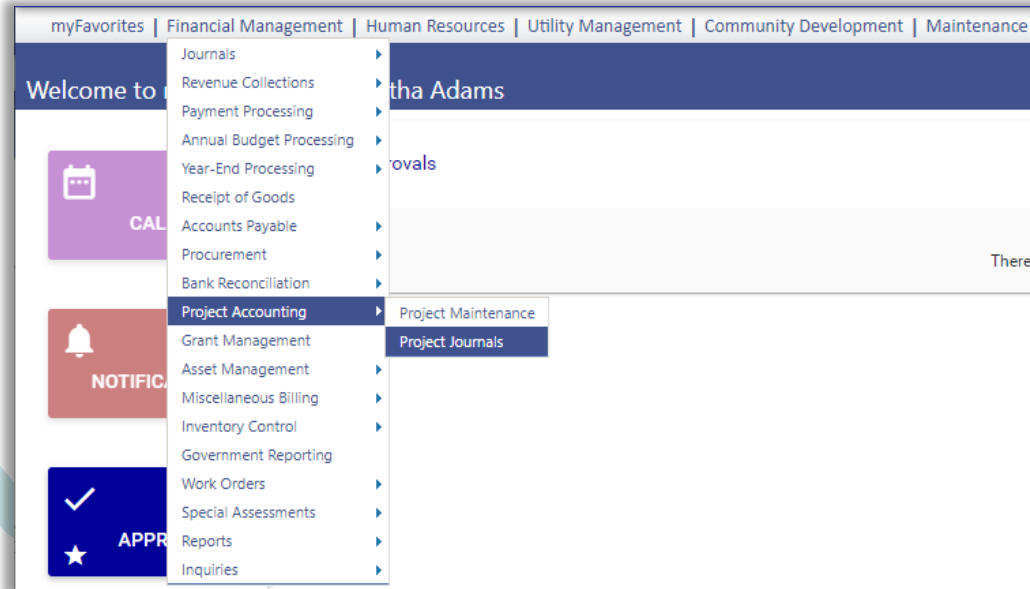 myFavorites | Financial Management | Human Resources | Utility Management | Community Development | Maintenance
Welcome to tha Adams
Journals
Revenue Collections
Payment Processing
Annual Budget Processing
Year-End Processing
Receipt of Goods
Accounts Payable
Procurement
Bank Reconciliation
Project Accounting
Grant Management
Asset Management
Miscellaneous Billing
Inventory Control
Government Reporting
Work Orders
Special Assessments
Reports
Inquiries
Project Maintenance
Project Journals
ovals
There
CAL
NOTIFIC
APPR